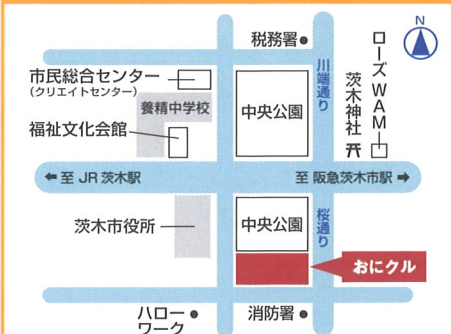 N
税務署
市民総合センター
(クリエイトセンター)
養精中学校
福祉文化会館
中央公園
川端通り
茨木神社
ローズWAM
← 至 JR 茨木駅
至 阪急茨木市駅 →
茨木市役所
中央公園
桜通り
おにクル
ハロー
ワーク
消防署